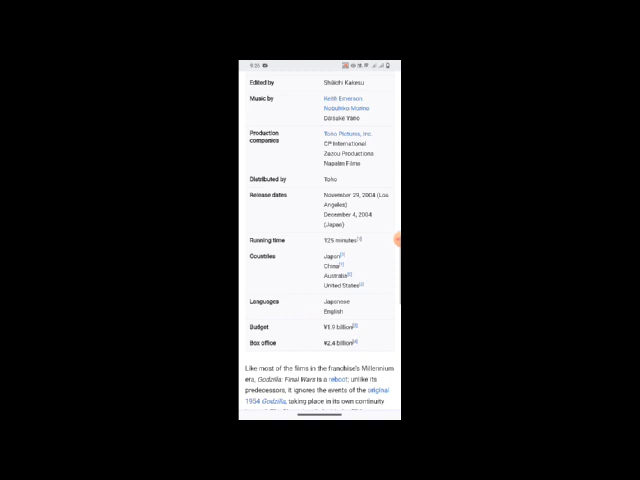 9:25
Edited by Shūichi Kakesu
Music by Keith Emerson
Nobuhiko Morino
Daisuke Yano
Production companies Toho Pictures, Inc.
CP International
Zazou Productions
Napalm Films
Distributed by Toho
Release dates November 29, 2004 (Los
Angeles)
December 4, 2004
(Japan)
Running time 125 minutes
Countries Japan
China
Australia
United States
Languages Japanese
English
Budget ¥1.9 billion
Box office ¥2.4 billion
Like most of the films in the franchise's Millennium
era, Godzilla: Final Wars is a reboot; unlike its
predecessors, it ignores the events of the original
1954 Godzilla, taking place in its own continuity